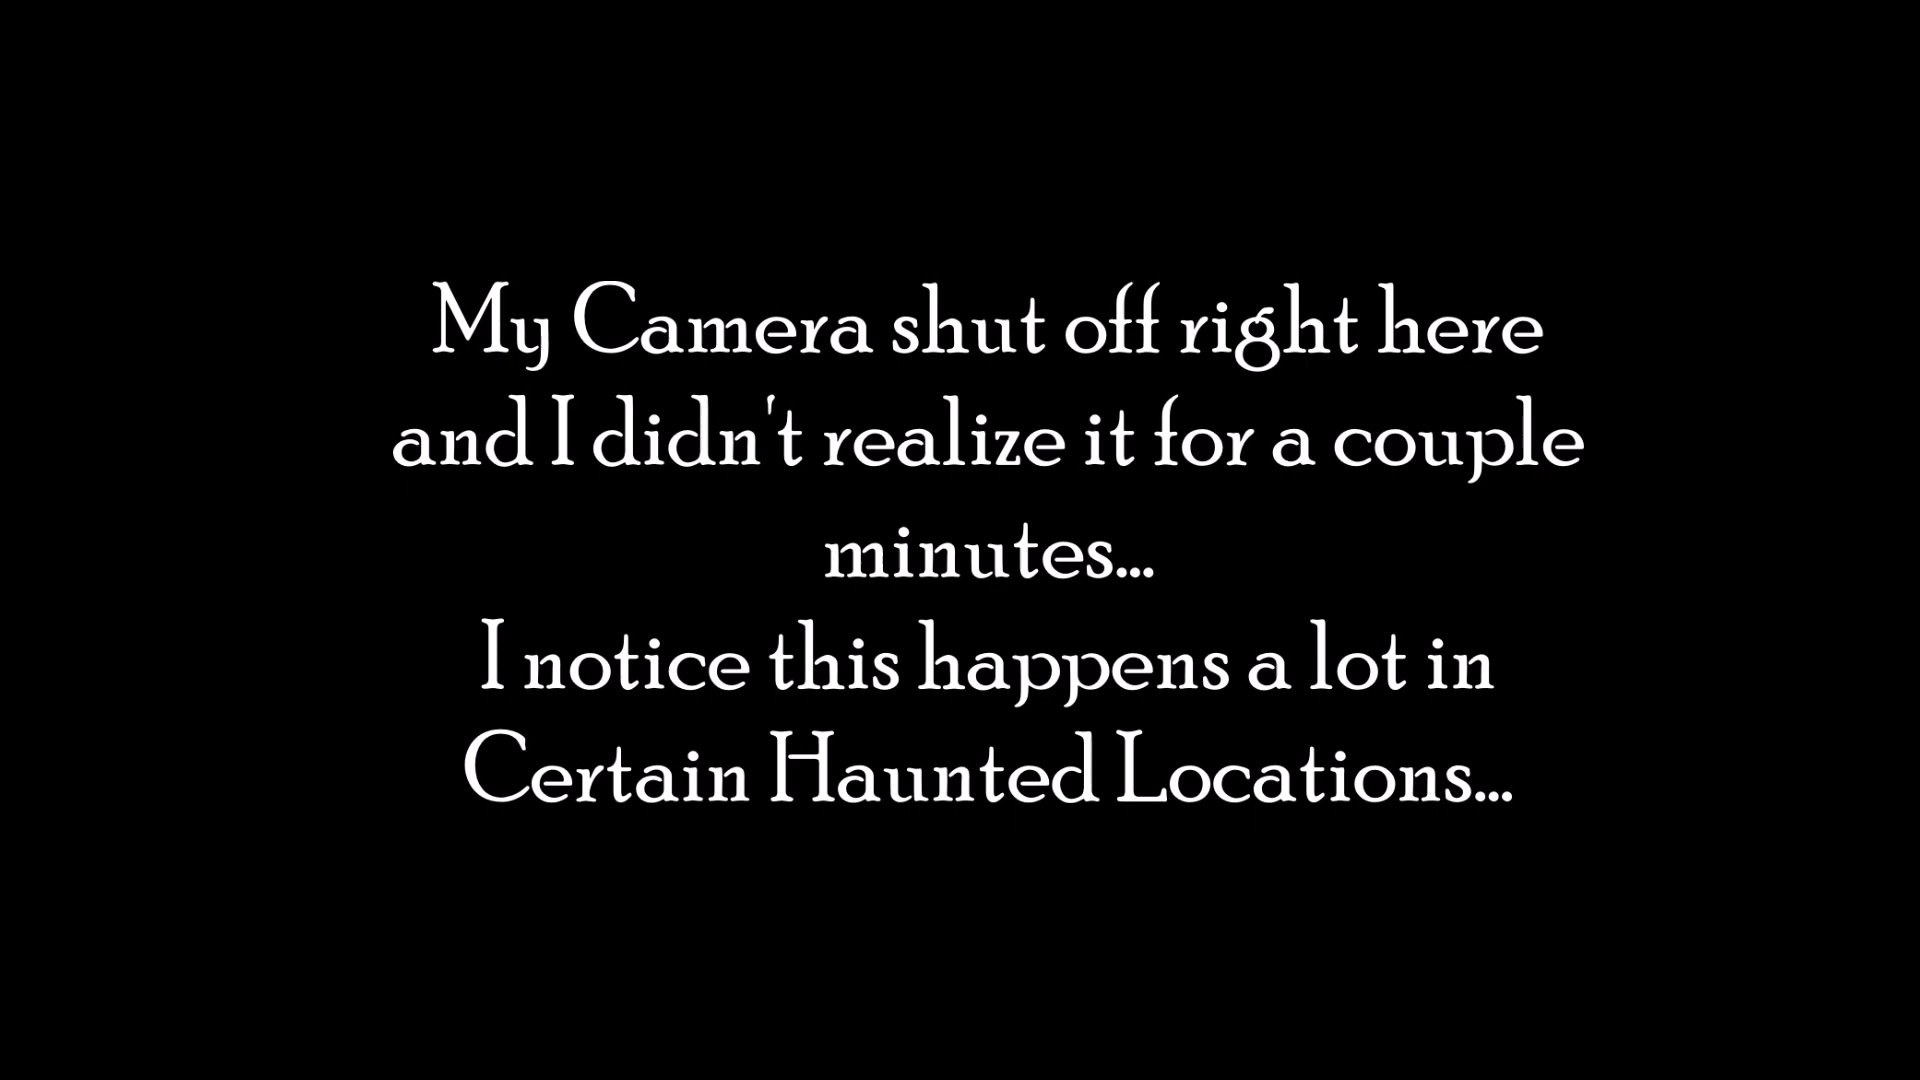 My Camera shut off right here
and I didn't realize it for a couple
minutes...
I notice this happens a lot in
Certain Haunted Locations...